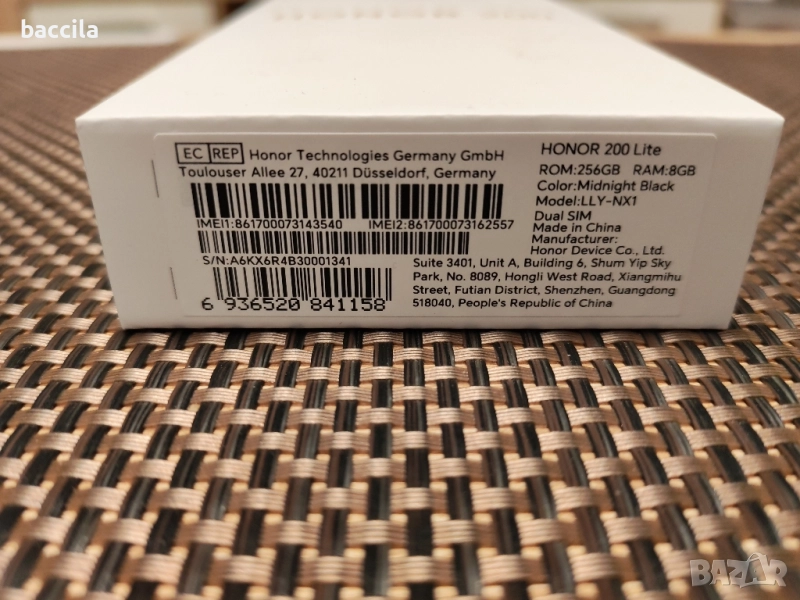 baccila
EC REP Honor Technologies Germany GmbH
Toulouser Allee 27, 40211 Düsseldorf, Germany
IMEI1:861700073143540 IMEI2:861700073162557
S/N:A6KX6R4B30001341
6 936520 841158
HONOR 200 Lite
ROM:256GB RAM:8GB
Color:Midnight Black
Model:LLY-NX1
Dual SIM
Made in China
Manufacturer:
Honor Device Co., Ltd.
Suite 3401, Unit A, Building 6, Shum Yip Sky
Park, No. 8089, Hongli West Road, Xiangmihu
Street, Futian District, Shenzhen, Guangdong
518040, People's Republic of China
BAZAR